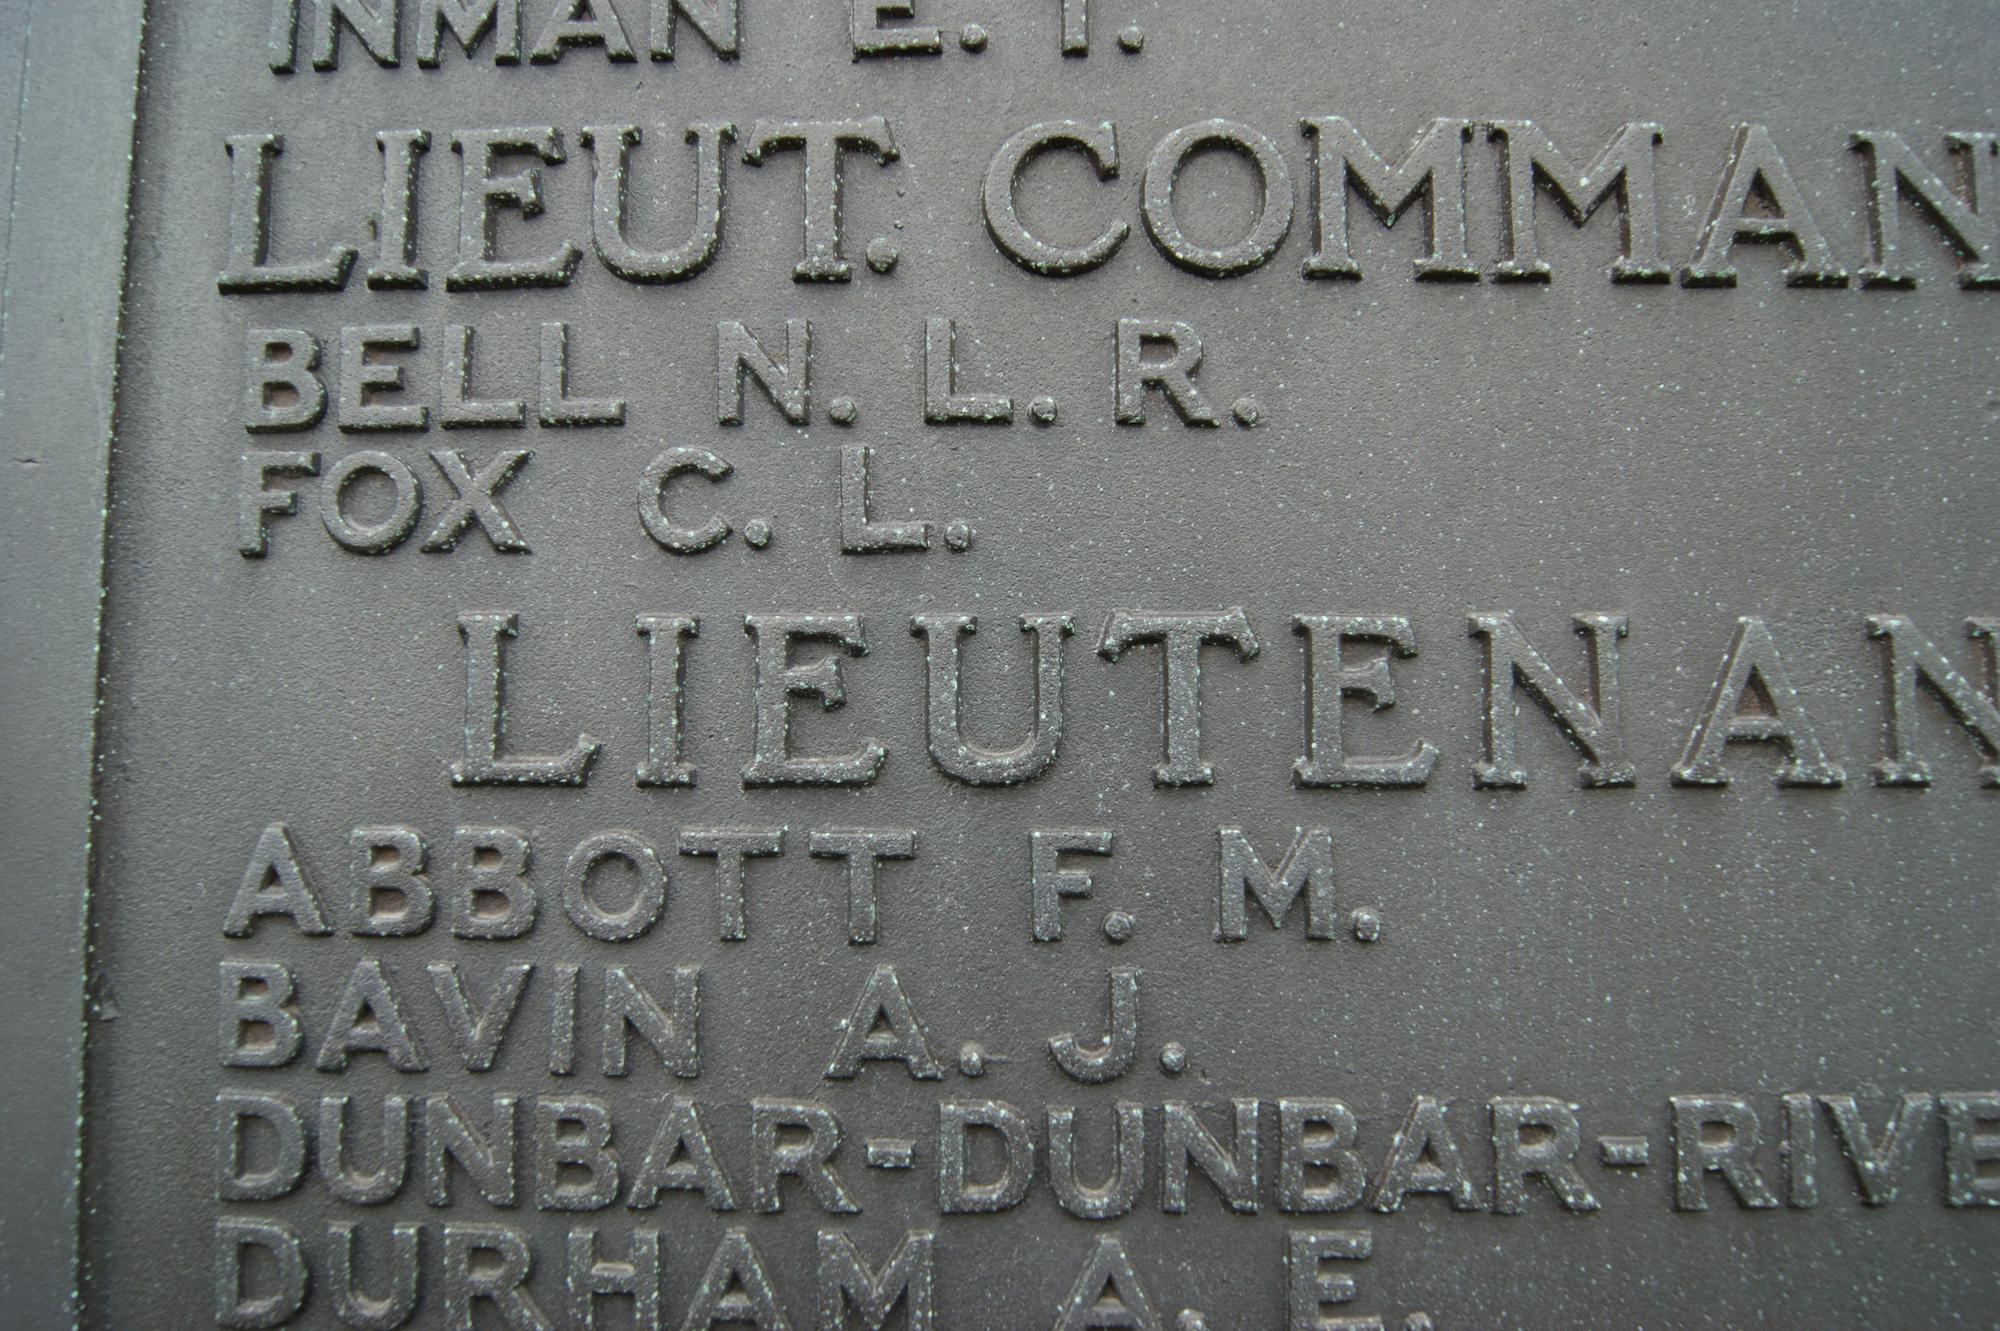 INMAN E. T.
LIEUT. COMMAN
BELL N. L. R.
FOX C. L.
LIEUTENAN
ABBOTT F. M.
BAVIN A. J.
DUNBAR-DUNBAR-RIVE
DURHAM A. E.